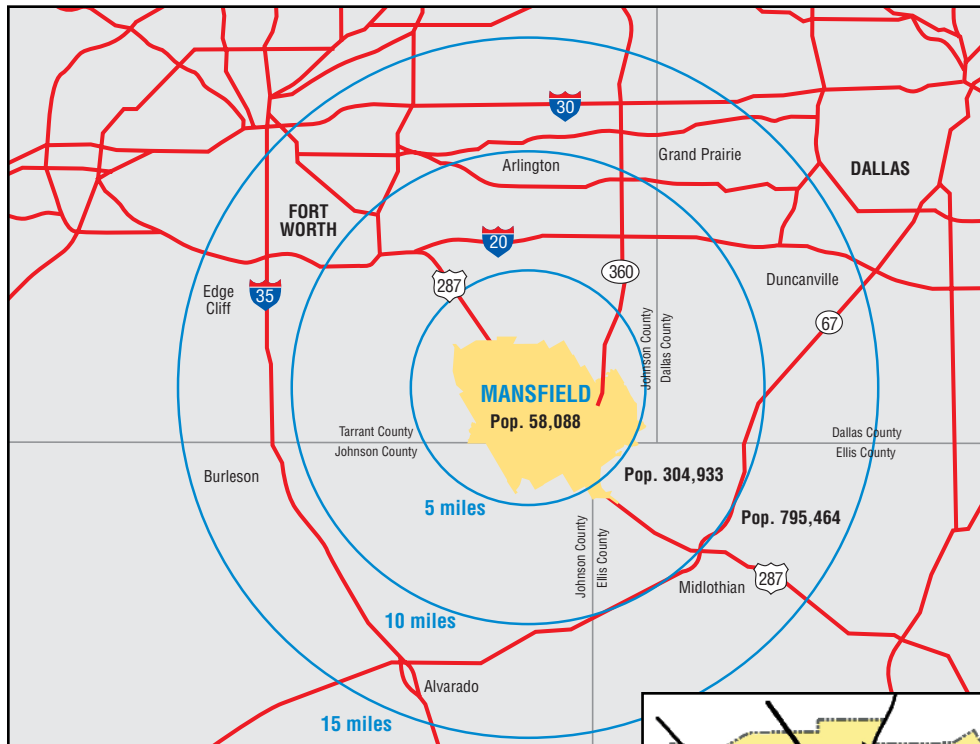 30
Arlington
Grand Prairie
DALLAS
FORT
WORTH
20
360
287
Duncanville
Edge
Cliff
35
67
Johnson County
Dallas County
MANSFIELD
Pop. 58,088
Tarrant County
Johnson County
Dallas County
Ellis County
Burleson
Pop. 304,933
5 miles
Pop. 795,464
Johnson County
Ellis County
287
Midlothian
10 miles
Alvarado
15 miles